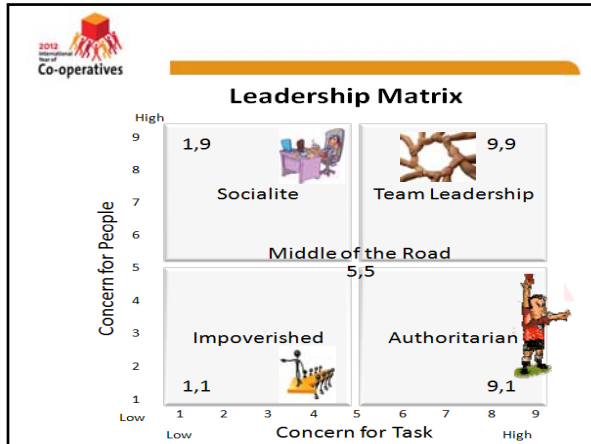 2012
International
Year of
Co-operatives
Leadership Matrix
High
9
8
7
6
5
4
3
2
1
Low
Concern for People
1,9
9,9
Socialite
Team Leadership
Middle of the Road
5,5
Impoverished
Authoritarian
1,1
9,1
1 2 3 4 5 6 7 8 9
Low
Concern for Task
High